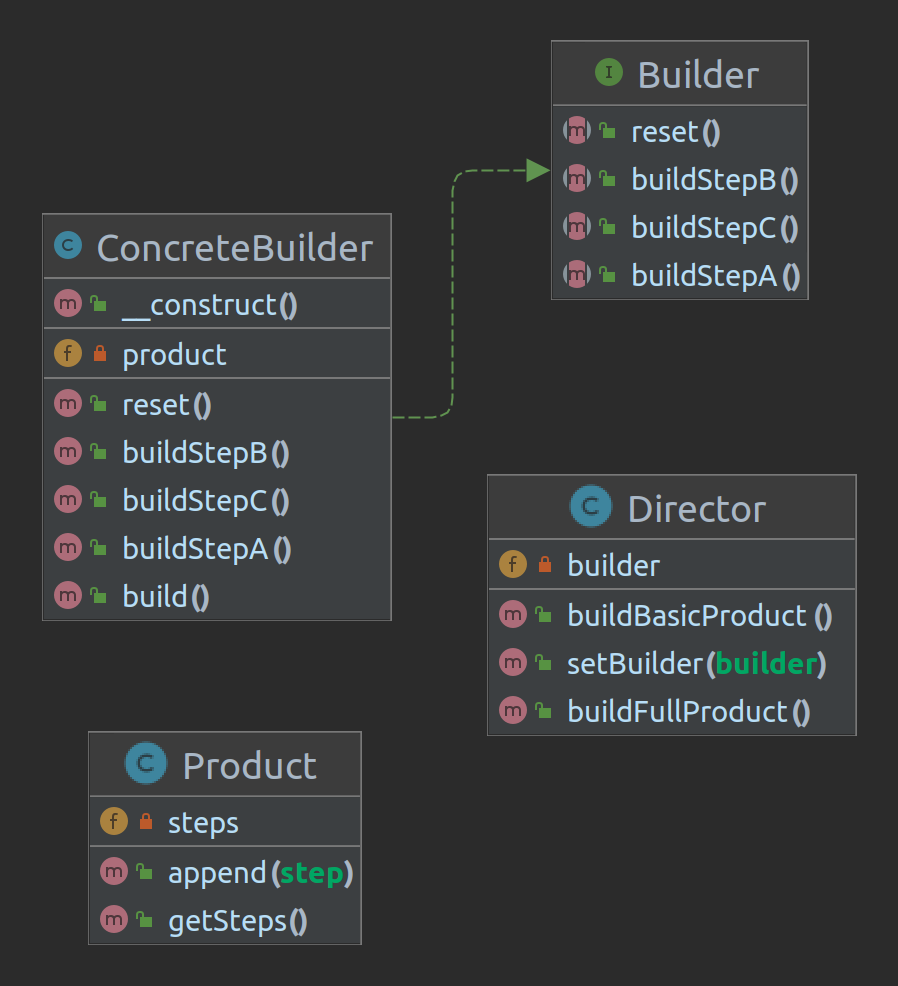 Builder
reset()
buildStepB()
buildStepC()
buildStepA()
ConcreteBuilder
__construct()
product
reset()
buildStepB()
buildStepC()
buildStepA()
build()
Director
builder
buildBasicProduct()
setBuilder(builder)
buildFullProduct()
Product
steps
append(step)
getSteps()